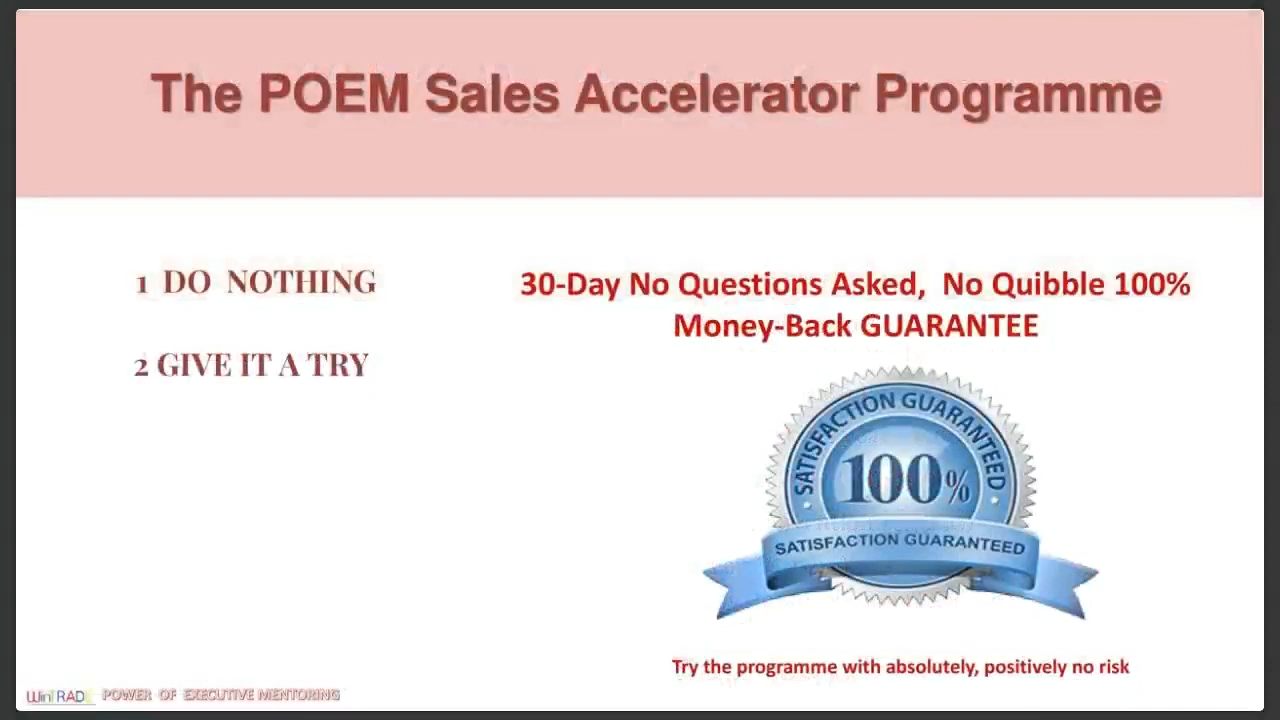 The POEM Sales Accelerator Programme
1 DO NOTHING
2 GIVE IT A TRY
30-Day No Questions Asked, No Quibble 100%
Money-Back GUARANTEE
SATISFACTION GUARANTEED
100%
SATISFACTION GUARANTEED
Try the programme with absolutely, positively no risk
WinTRADE POWER OF EXECUTIVE MENTORING